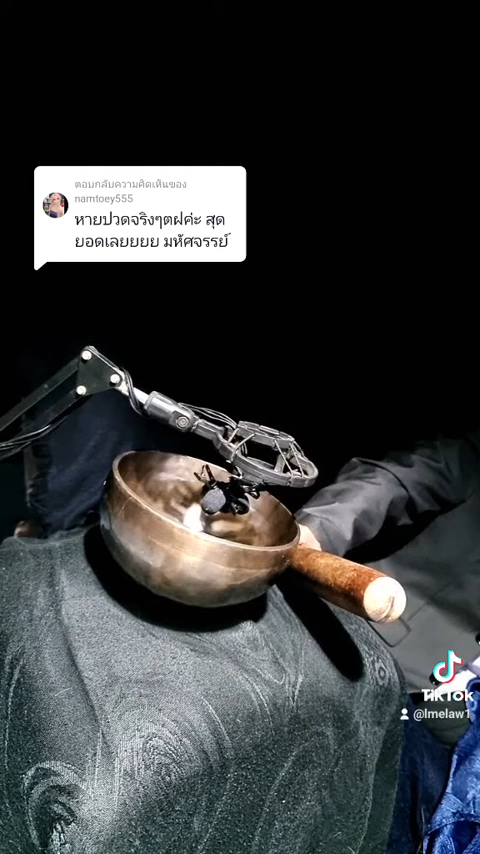 ตอบกลับความคิดเห็นของ
namtoey555
หายปวดจริงๆตฝค่ะ สุด
ยอดเลยยยย มหัศจรรย์
TikTok
@lmelaw1